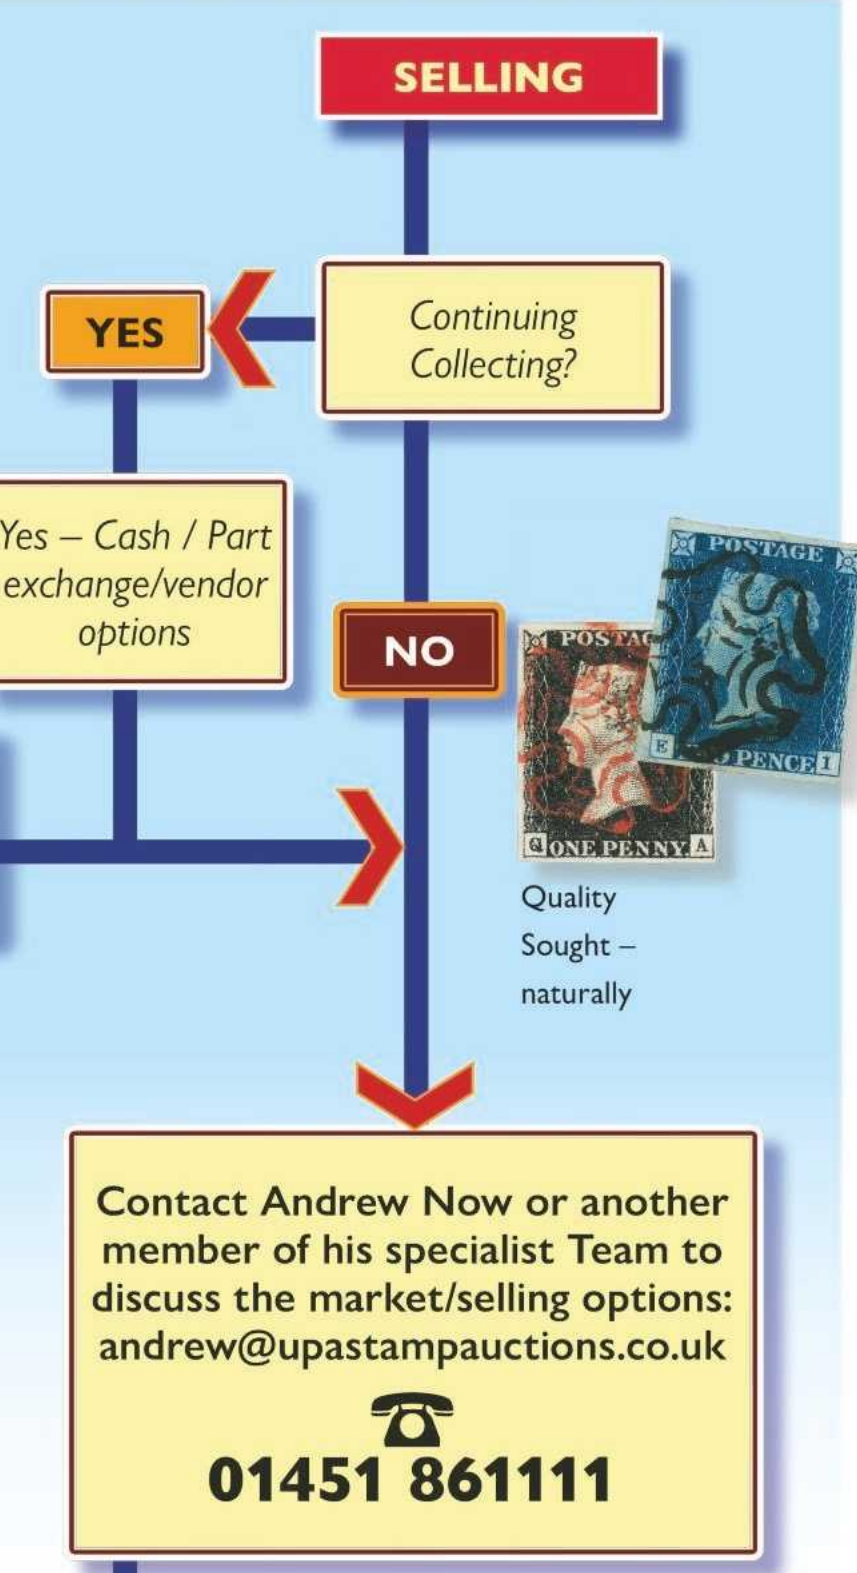 SELLING
Continuing
Collecting?
YES
Yes – Cash / Part
exchange/vendor
options
NO
POSTAGE
E
PENCE I
POSTAG
Q ONE PENNY A
Quality
Sought –
naturally
Contact Andrew Now or another
member of his specialist Team to
discuss the market/selling options:
andrew@upastampauctions.co.uk
01451 861111